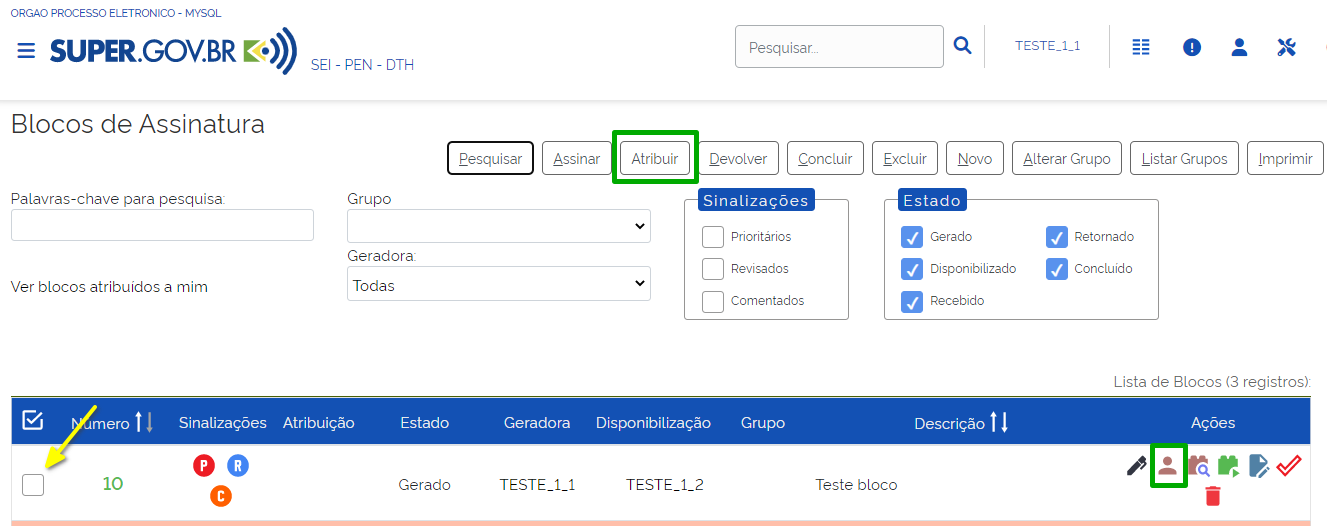 ORGAO PROCESSO ELETRONICO - MYSQL
SUPER.GOV.BR
SEI - PEN - DTH
Pesquisar...
TESTE_1_1
Blocos de Assinatura
Pesquisar Assinar Atribuir Devolver Concluir Excluir Novo Alterar Grupo Listar Grupos Imprimir
Palavras-chave para pesquisa:
Grupo
Geradora:
Todas
Ver blocos atribuídos a mim
Sinalizações
Prioritários
Revisados
Comentados
Estado
Gerado Retornado
Disponibilizado Concluído
Recebido
Lista de Blocos (3 registros):
Número Sinalizações Atribuição Estado Geradora Disponibilização Grupo Descrição Ações
10 P R C Gerado TESTE_1_1 TESTE_1_2 Teste bloco